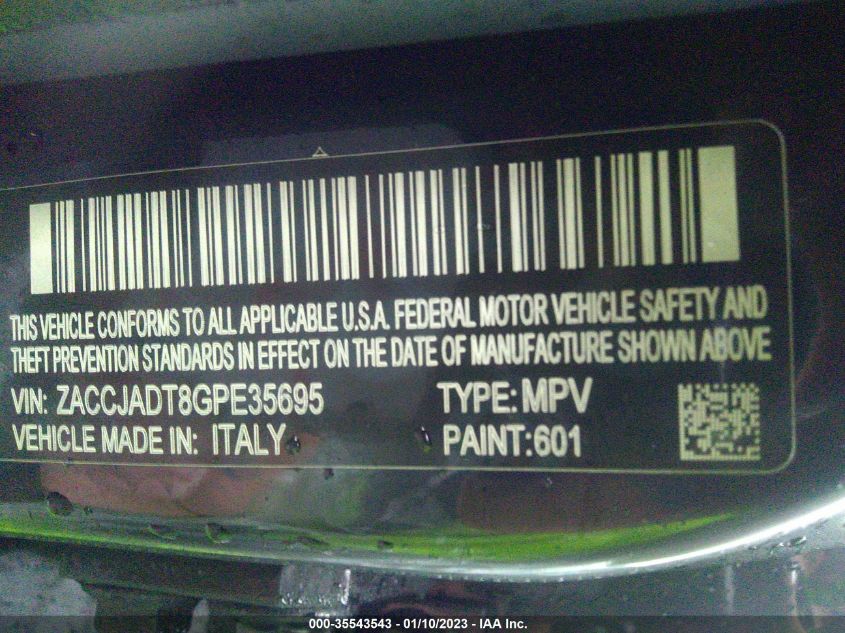 THIS VEHICLE CONFORMS TO ALL APPLICABLE U.S.A. FEDERAL MOTOR VEHICLE SAFETY AND
THEFT PREVENTION STANDARDS IN EFFECT ON THE DATE OF MANUFACTURE SHOWN ABOVE
VIN: ZACCJADT8GPE35695 TYPE: MPV
VEHICLE MADE IN: ITALY PAINT:601
000-35543543 - 01/10/2023 - IAA Inc.